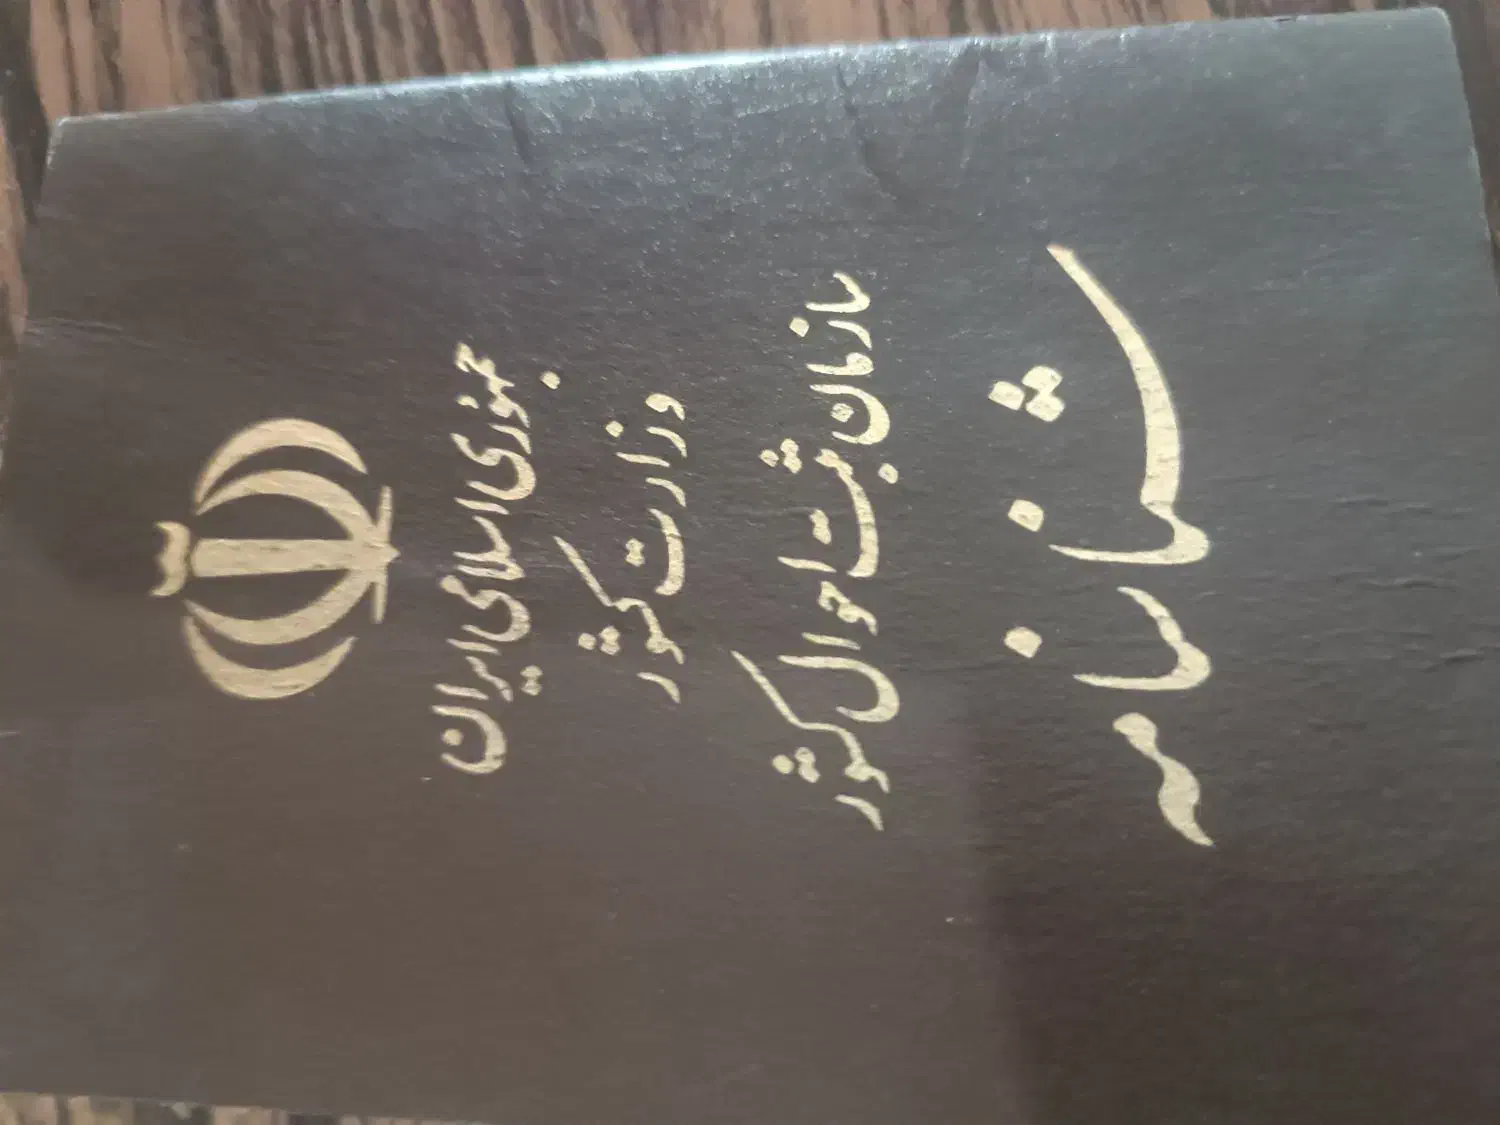 جمهوری اسلامی ایران
وزارت کشور
سازمان ثبت احوال کشور
شناسنامه